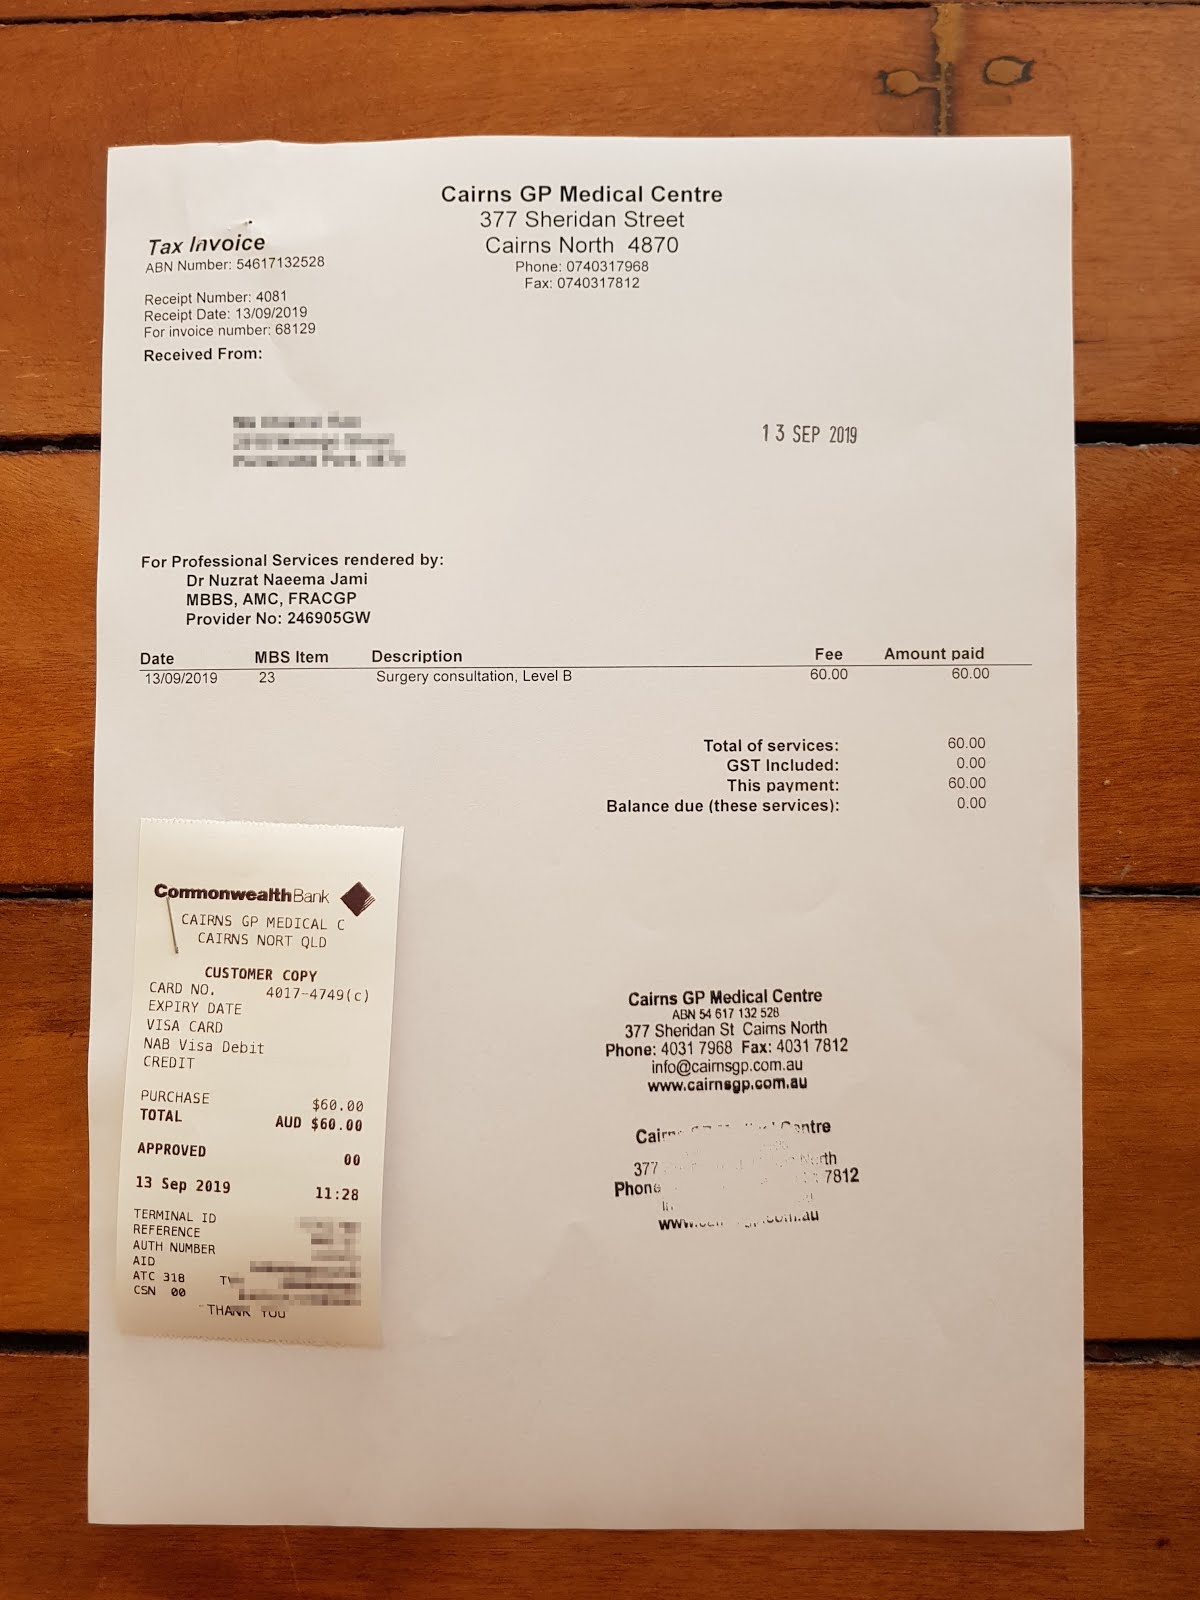 Cairns GP Medical Centre
377 Sheridan Street
Cairns North 4870
Phone: 0740317968
Fax: 0740317812
Tax Invoice
ABN Number: 54617132528
Receipt Number: 4081
Receipt Date: 13/09/2019
For invoice number: 68129
Received From:
13 SEP 2019
For Professional Services rendered by:
Dr Nuzrat Naeema Jami
MBBS, AMC, FRACGP
Provider No: 246905GW
Date MBS Item Description Fee Amount paid
13/09/2019 23 Surgery consultation, Level B 60.00 60.00
Total of services: 60.00
GST Included: 0.00
This payment: 60.00
Balance due (these services): 0.00
CommonwealthBank
CAIRNS GP MEDICAL C
CAIRNS NORT QLD
CUSTOMER COPY
CARD NO. 4017-4749(c)
EXPIRY DATE
VISA CARD
NAB Visa Debit
CREDIT
PURCHASE $60.00
TOTAL AUD $60.00
APPROVED 00
13 Sep 2019 11:28
TERMINAL ID
REFERENCE
AUTH NUMBER
AID
ATC 318
CSN 00
THANK YOU
Cairns GP Medical Centre
ABN 54 617 132 528
377 Sheridan St Cairns North
Phone: 4031 7968 Fax: 4031 7812
info@cairnsgp.com.au
www.cairnsgp.com.au
377
7812